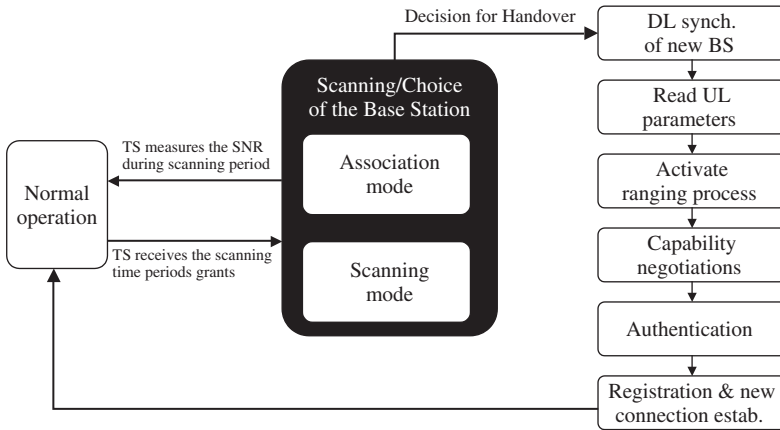 Decision for Handover
DL synch.
of new BS
Scanning/Choice
of the Base Station
Read UL
parameters
TS measures the SNR
during scanning period
Association
mode
Activate
ranging process
Normal
operation
TS receives the scanning
time periods grants
Scanning
mode
Capability
negotiations
Authentication
Registration & new
connection estab.